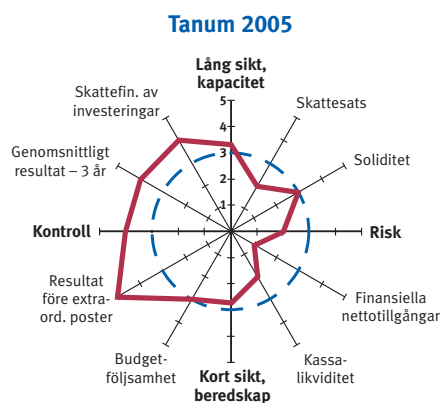 Tanum 2005
Lång sikt,
kapacitet
Skattefin. av
investeringar
Skattesats
Genomsnittligt
resultat – 3 år
Soliditet
5
4
3
2
1
Kontroll
Risk
Resultat
före extra-
ord. poster
Finansiella
nettotillgångar
Budget-
följsamhet
Kassa-
likviditet
Kort sikt,
beredskap